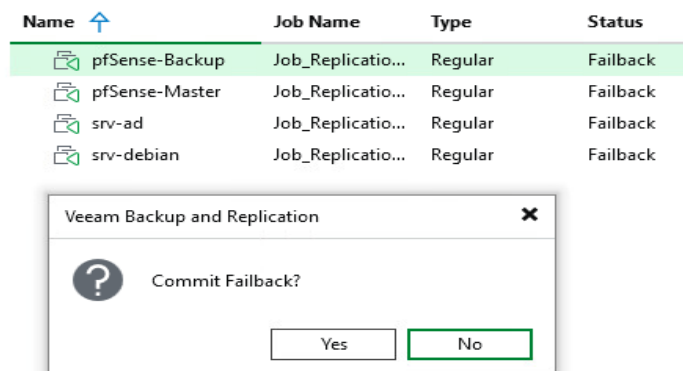 Name Job Name Type Status
pfSense-Backup Job_Replicatio... Regular Failback
pfSense-Master Job_Replicatio... Regular Failback
srv-ad Job_Replicatio... Regular Failback
srv-debian Job_Replicatio... Regular Failback
Veeam Backup and Replication
Commit Failback?
Yes No